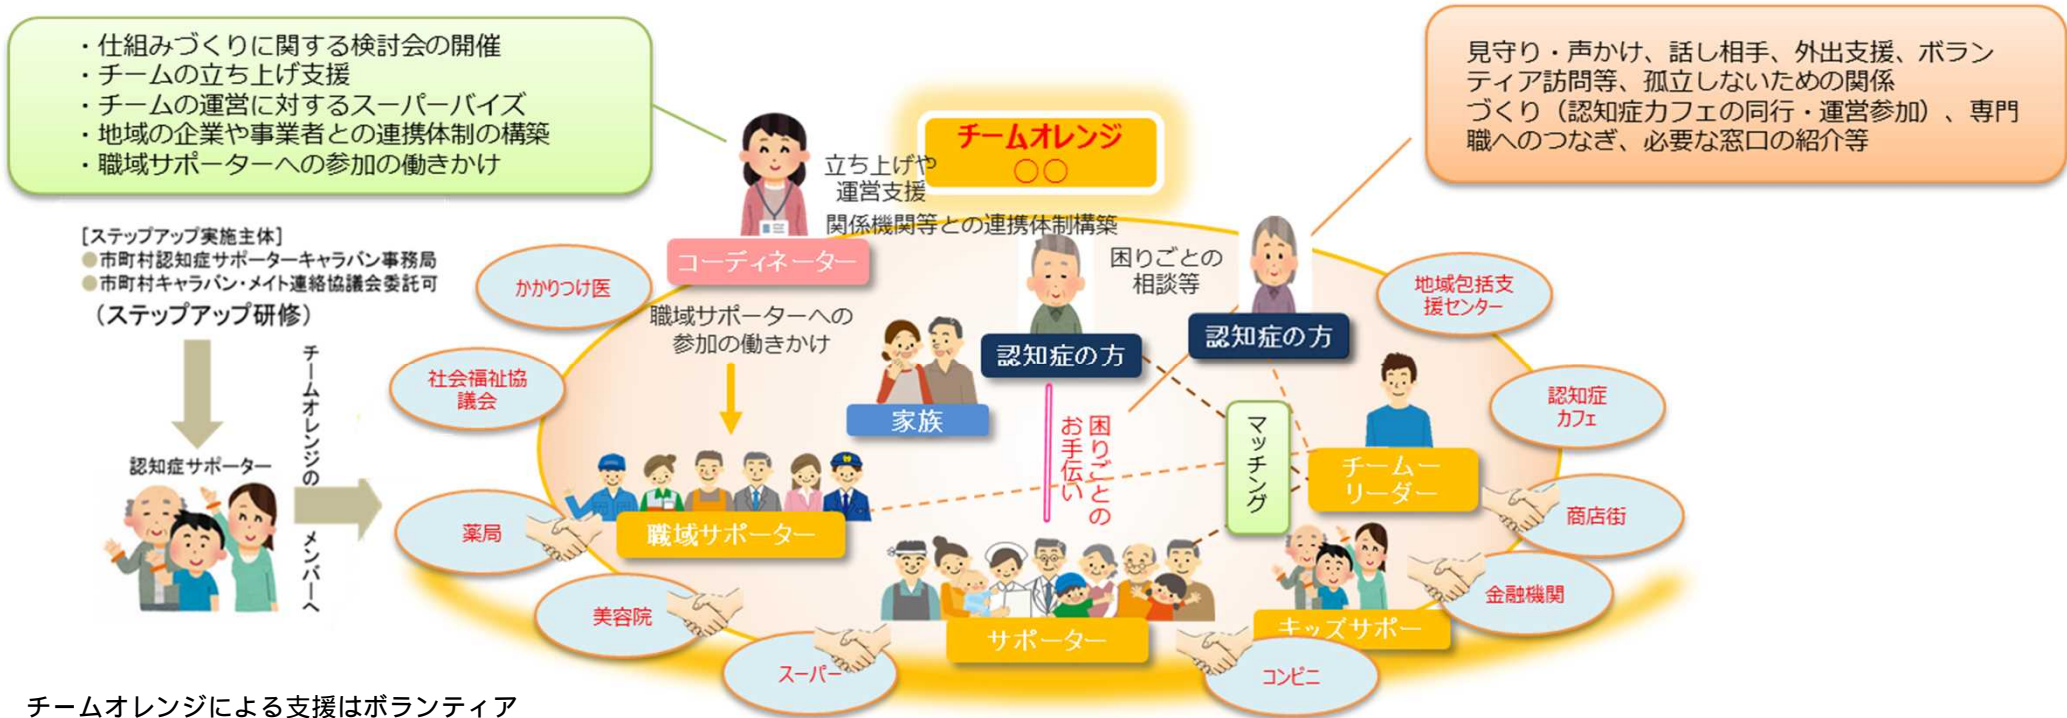 ・仕組みづくりに関する検討会の開催
・チームの立ち上げ支援
・チームの運営に対するスーパーバイズ
・地域の企業や事業者との連携体制の構築
・職域サポーターへの参加の働きかけ
見守り・声かけ、話し相手、外出支援、ボラン
ティア訪問等、孤立しないための関係
づくり（認知症カフェの同行・運営参加）、専門
職へのつなぎ、必要な窓口の紹介等
チームオレンジ
○○
立ち上げや
運営支援
関係機関等との連携体制構築
コーディネーター
困りごとの
相談等
[ステップアップ実施主体]
●市町村認知症サポーターキャラバン事務局
●市町村キャラバン・メイト連絡協議会委託可
（ステップアップ研修）
かかりつけ医
地域包括支
援センター
職域サポーターへの
参加の働きかけ
認知症の方
認知症の方
家族
社会福祉協
議会
認知症
カフェ
チームオレンジの
メンバーへ
認知症サポーター
困りごとの
お手伝い
マッチング
チームー
リーダー
薬局
職域サポーター
商店街
美容院
金融機関
サポーター
キッズサポー
スーパー
コンビニ
チームオレンジによる支援はボランティア